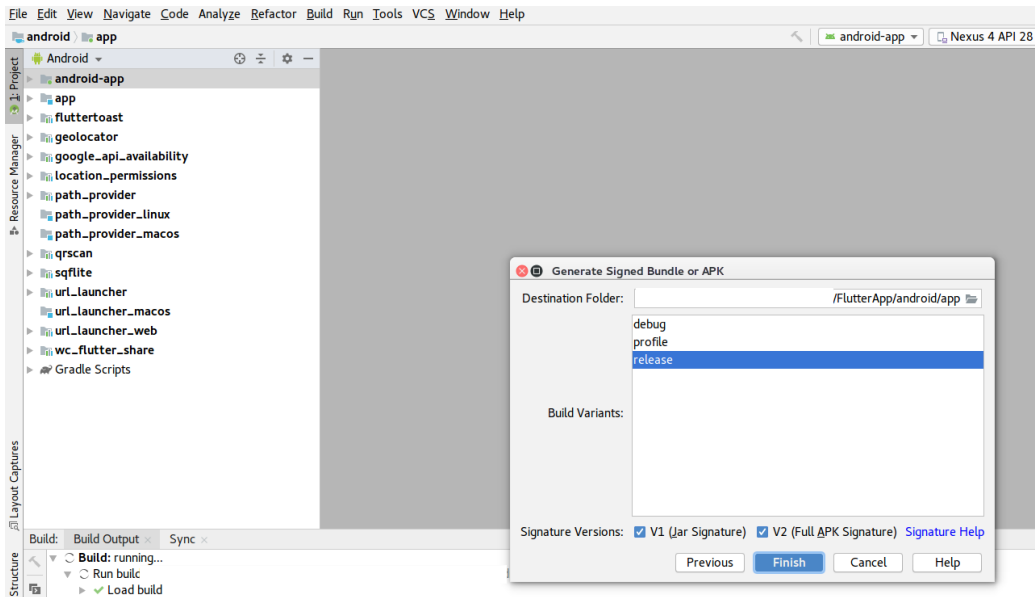 File Edit View Navigate Code Analyze Refactor Build Run Tools VCS Window Help
android app
android-app
Nexus 4 API 28
1: Project
Resource Manager
Layout Captures
Structure
Android
android-app
app
fluttertoast
geolocator
google_api_availability
location_permissions
path_provider
path_provider_linux
path_provider_macos
qrscan
sqflite
url_launcher
url_launcher_macos
url_launcher_web
wc_flutter_share
Gradle Scripts
Generate Signed Bundle or APK
Destination Folder: /FlutterApp/android/app
debug
profile
release
Build Variants:
Signature Versions: V1 (Jar Signature) V2 (Full APK Signature) Signature Help
Previous Finish Cancel Help
Build: Build Output Sync
Build: running...
Run build
Load build